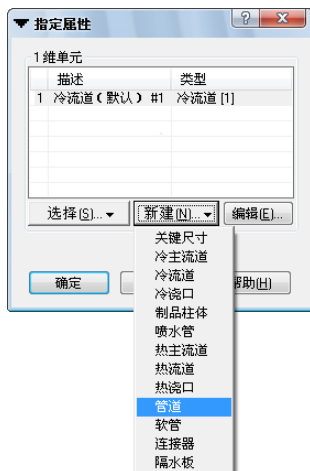 指定属性
1维单元
描述 类型
1 冷流道(默认) #1 冷流道 [1]
选择(S)... 新建(N)... 编辑(E)...
关键尺寸
冷主流道
冷流道
冷浇口
制品柱体
喷水管
热主流道
热流道
热浇口
管道
软管
连接器
隔水板
确定 帮助(H)